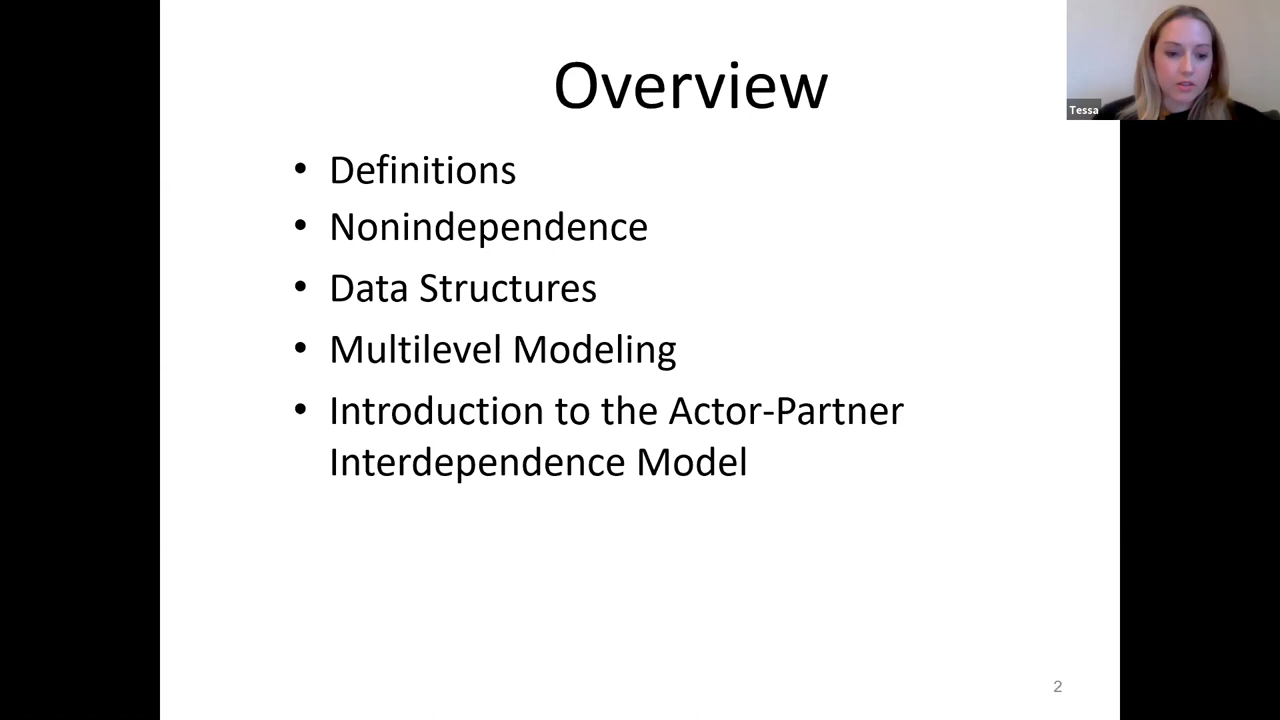 Overview
Tessa
• Definitions
• Nonindependence
• Data Structures
• Multilevel Modeling
• Introduction to the Actor-Partner
Interdependence Model
2